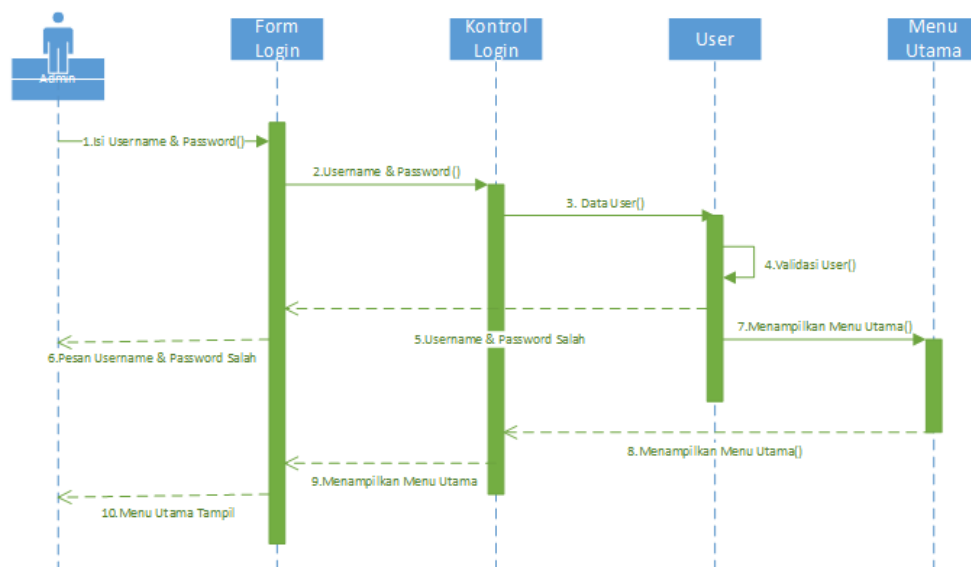 Form
Login
Kontrol
Login
User
Menu
Utama
Admin
1.Isi Username & Password()
2.Username & Password()
3. Data User()
4.Validasi User()
5.Username & Password Salah
7.Menampilkan Menu Utama()
6.Pesan Username & Password Salah
8.Menampilkan Menu Utama()
9.Menampilkan Menu Utama
10.Menu Utama Tampil